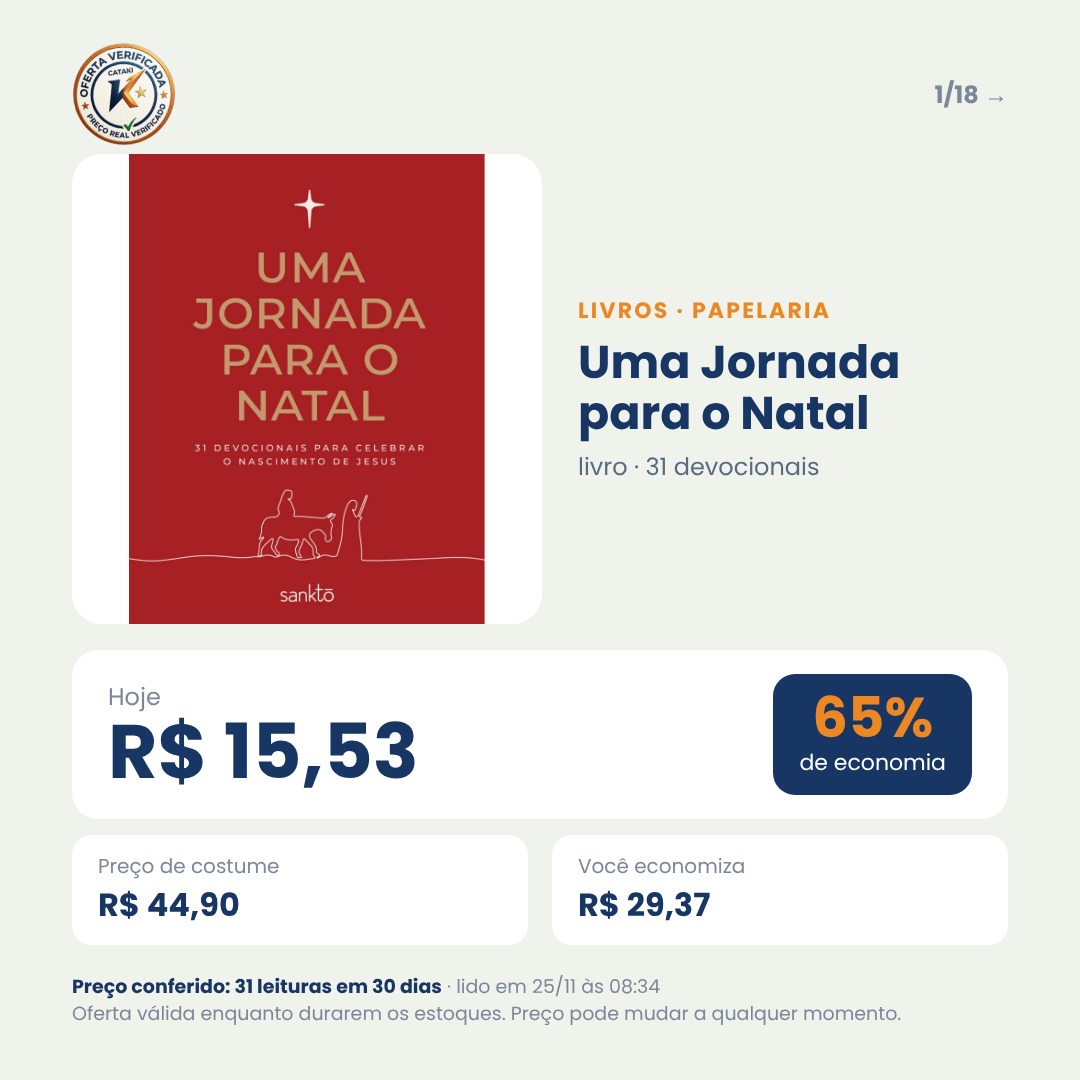 OFERTA VERIFICADA
CATAKI
K
PREÇO REAL VERIFICADO
1/18 →
UMA
JORNADA
PARA O
NATAL
31 DEVOCIONAIS PARA CELEBRAR
O NASCIMENTO DE JESUS
sanktō
LIVROS · PAPELARIA
Uma Jornada
para o Natal
livro · 31 devocionais
Hoje
R$ 15,53
65%
de economia
Preço de costume
R$ 44,90
Você economiza
R$ 29,37
Preço conferido: 31 leituras em 30 dias · lido em 25/11 às 08:34
Oferta válida enquanto durarem os estoques. Preço pode mudar a qualquer momento.